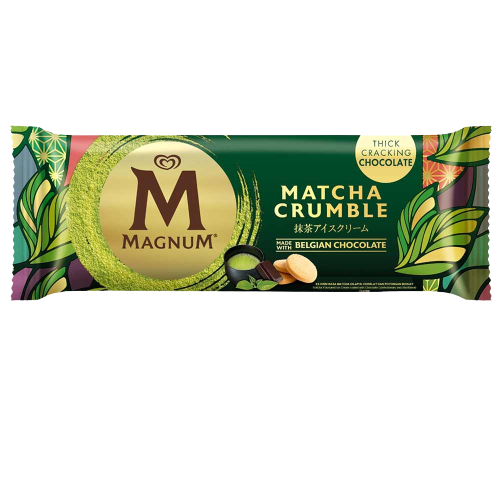 M
MAGNUM
THICK
CRACKING
CHOCOLATE
MATCHA
CRUMBLE
抹茶アイスクリーム
MADE
WITH
BELGIAN CHOCOLATE